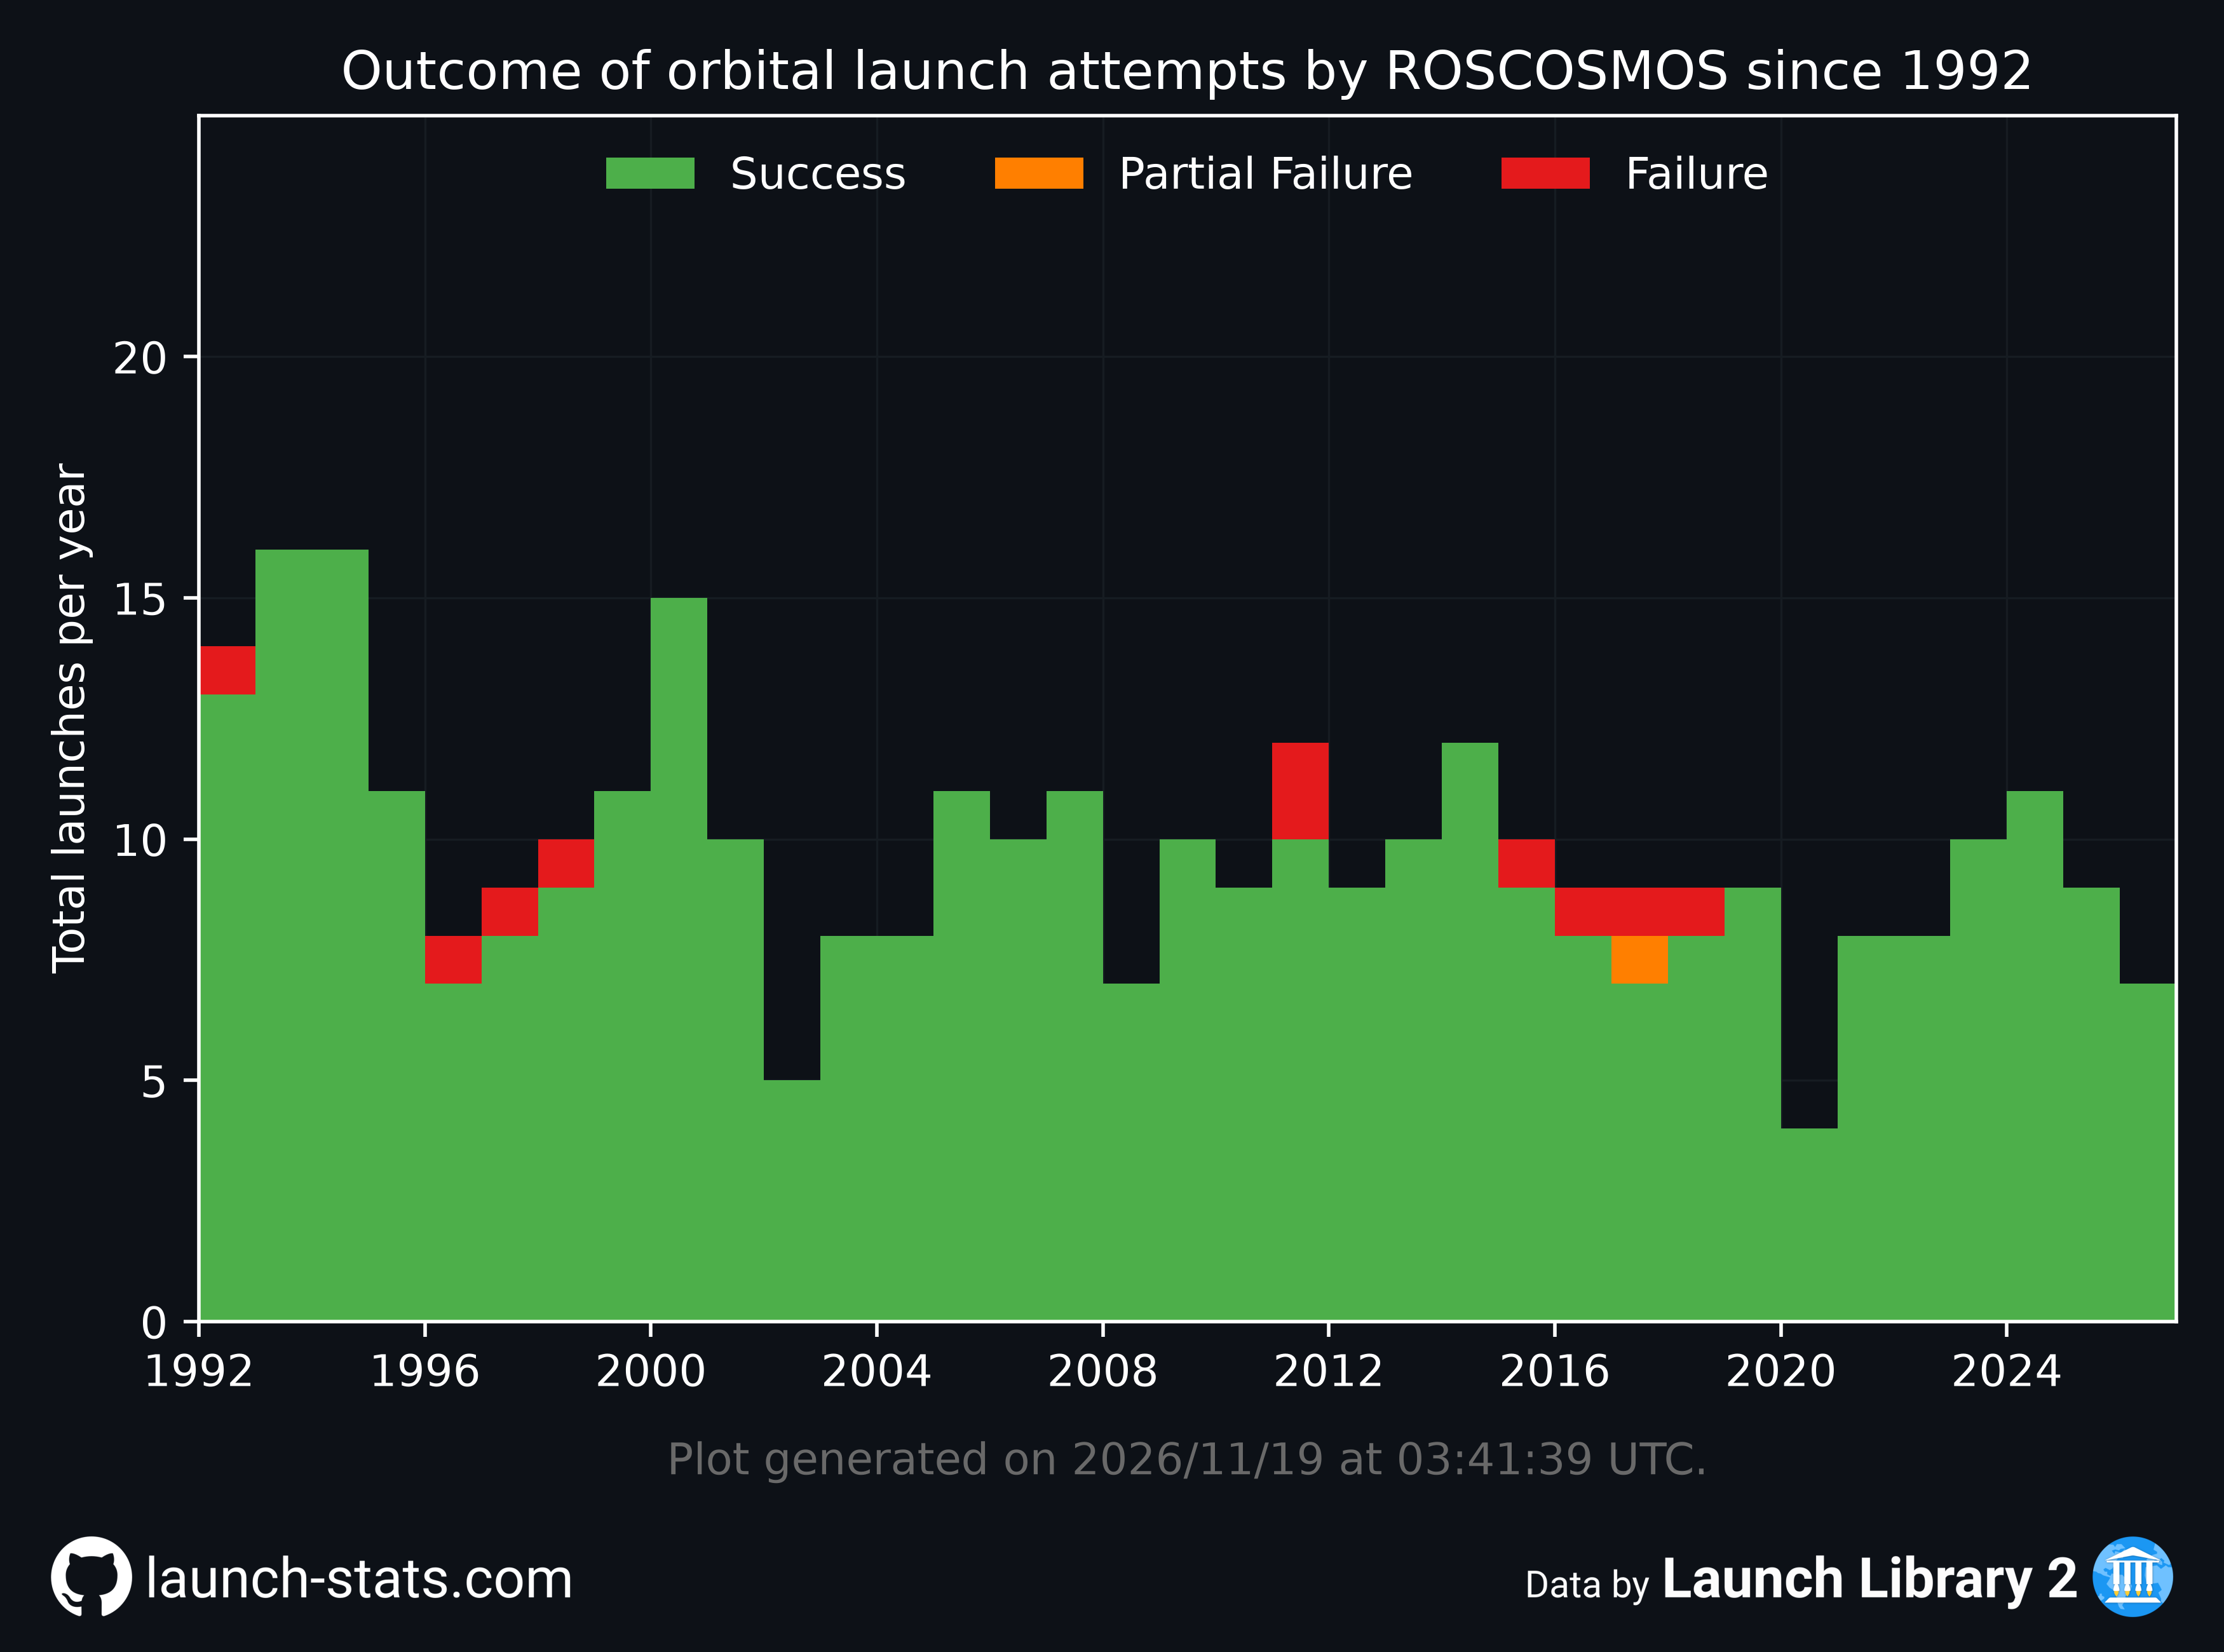 Outcome of orbital launch attempts by ROSCOSMOS since 1992
Success Partial Failure Failure
Total launches per year
20
15
10
5
0
1992 1996 2000 2004 2008 2012 2016 2020 2024
Plot generated on 2026/11/19 at 03:41:39 UTC.
launch-stats.com
Data by Launch Library 2